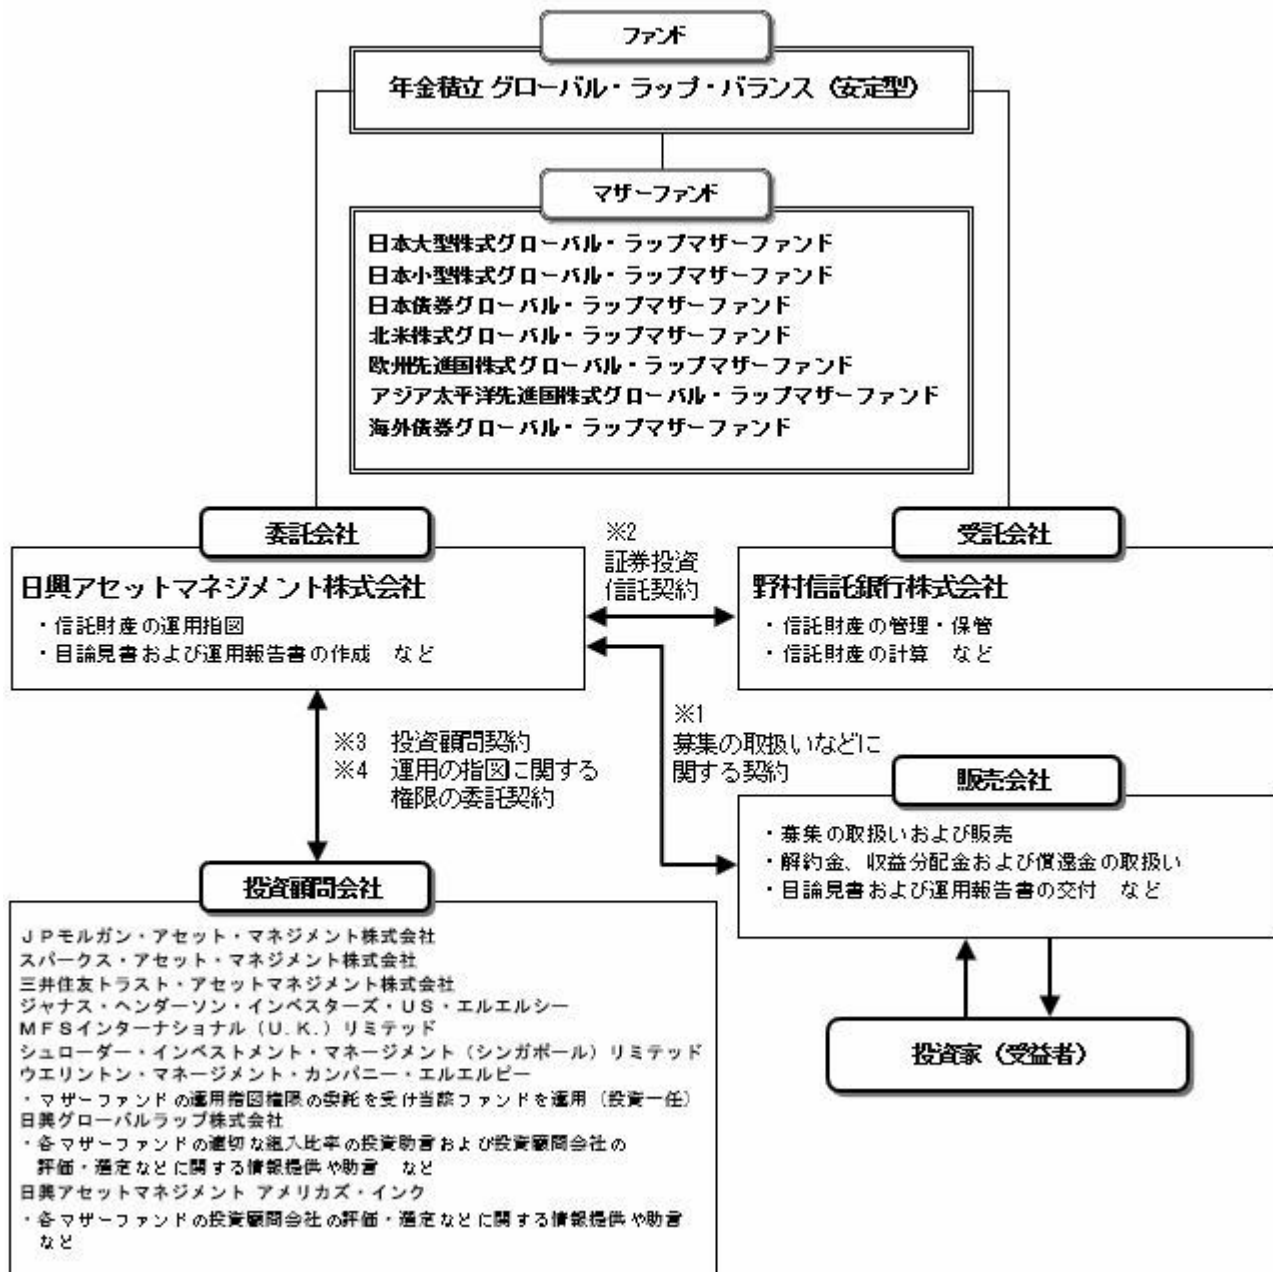 ファンド
年金積立 グローバル・ラップ・バランス (安定型)
マザーファンド
日本大型株式グローバル・ラップマザーファンド
日本小型株式グローバル・ラップマザーファンド
日本債券グローバル・ラップマザーファンド
北米株式グローバル・ラップマザーファンド
欧州先進国株式グローバル・ラップマザーファンド
アジア太平洋先進国株式グローバル・ラップマザーファンド
海外債券グローバル・ラップマザーファンド
委託会社
日興アセットマネジメント株式会社
・信託財産の運用指図
・目論見書および運用報告書の作成 など
※2
証券投資
信託契約
受託会社
野村信託銀行株式会社
・信託財産の管理・保管
・信託財産の計算 など
※3 投資顧問契約
※4 運用の指図に関する
権限の委託契約
※1
募集の取扱いなどに
関する契約
販売会社
・募集の取扱いおよび販売
・解約金、収益分配金および償還金の取扱い
・目論見書および運用報告書の交付 など
投資家 (受益者)
投資顧問会社
JPモルガン・アセット・マネジメント株式会社
スパークス・アセット・マネジメント株式会社
三井住友トラスト・アセットマネジメント株式会社
ジャナス・ヘンダーソン・インベスターズ・US・エルエルシー
MFSインターナショナル (U.K.) リミテッド
シュローダー・インベストメント・マネージメント (シンガポール) リミテッド
ウエリントン・マネージメント・カンパニー・エルエルピー
・マザーファンドの運用指図権限の委託を受け当該ファンドを運用 (投資一任)
日興グローバルラップ株式会社
・各マザーファンドの適切な組入比率の投資助言および投資顧問会社の
評価・選定などに関する情報提供や助言 など
日興アセットマネジメント アメリカズ・インク
・各マザーファンドの投資顧問会社の評価・選定などに関する情報提供や助言
など